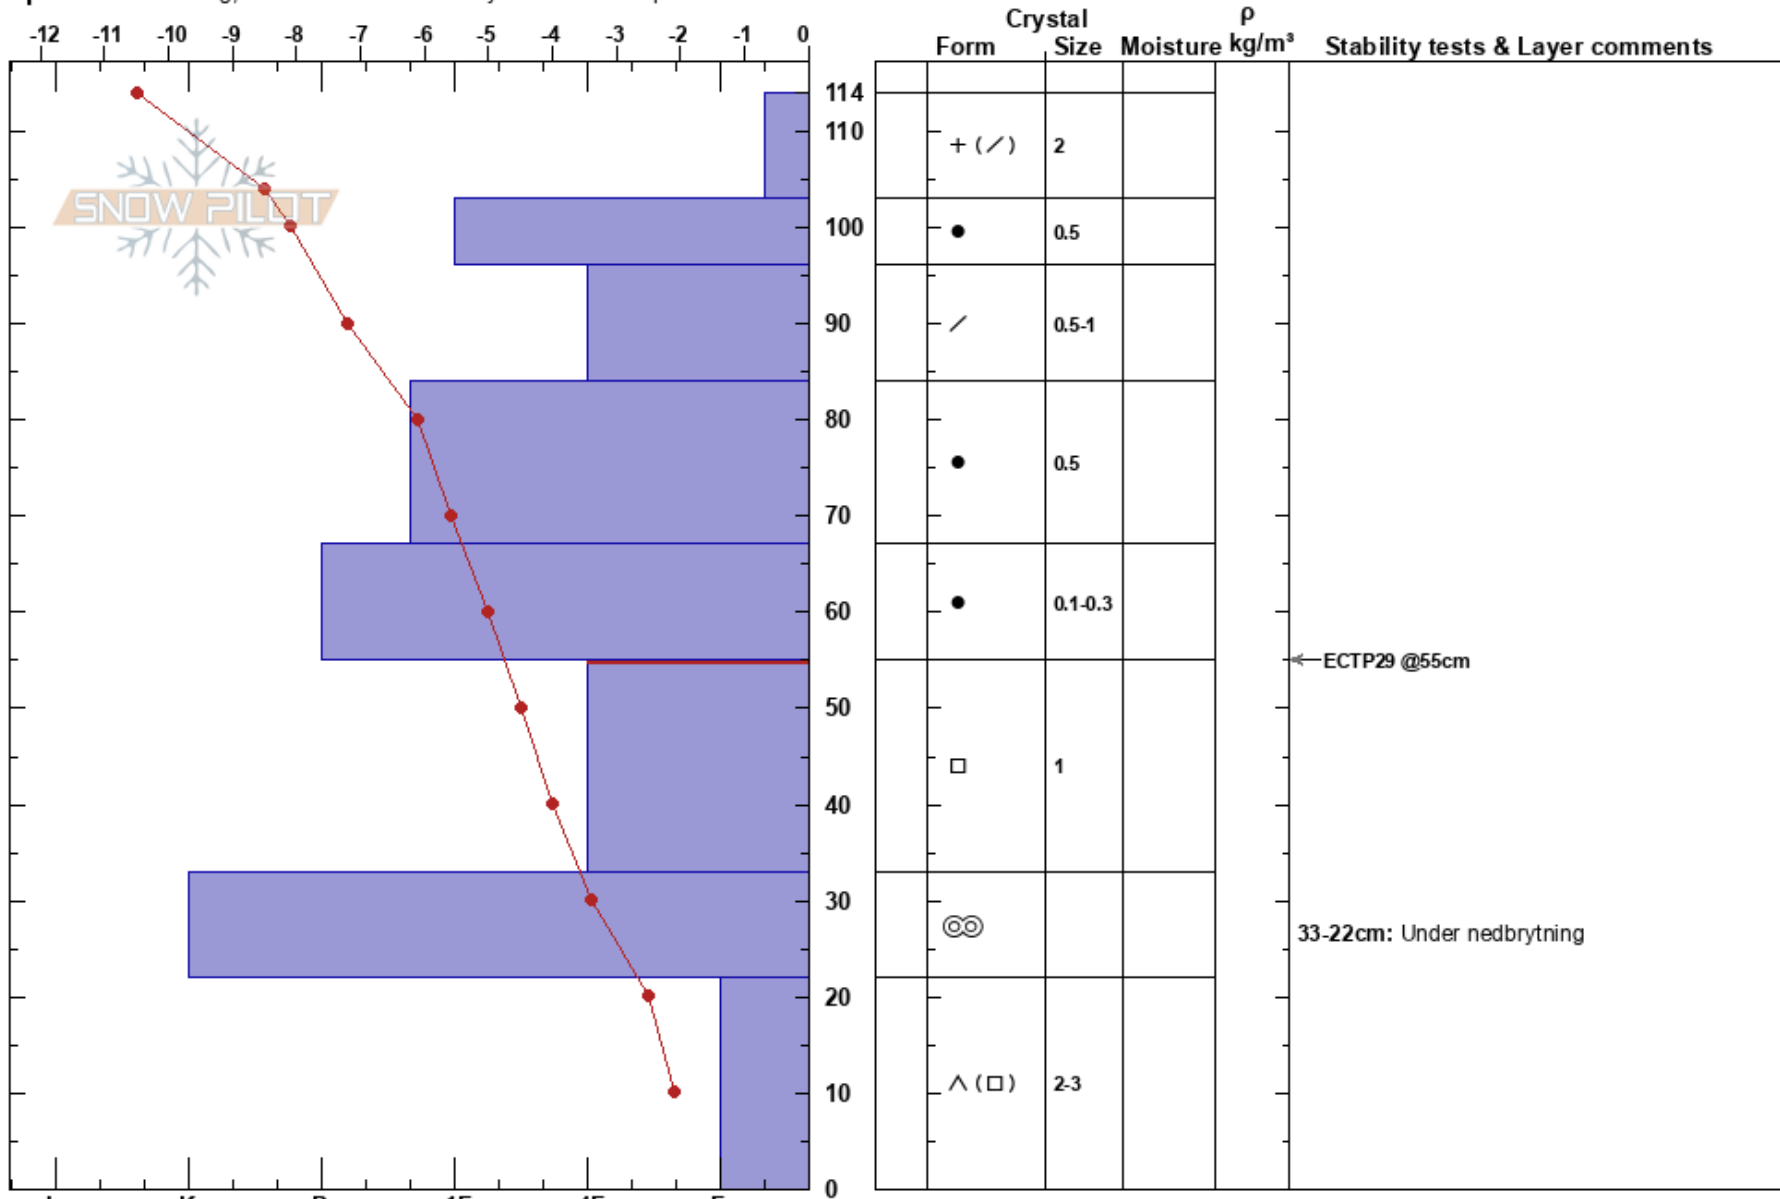 Crystal ρ
-12 -11 -10 -9 -8 -7 -6 -5 -4 -3 -2 -1 0 Form Size Moisture kg/m³ Stability tests & Layer comments
114
110 + (/) 2
SNOW PILOT
100 ● 0.5
90 / 0.5-1
80
● 0.5
70
60 ● 0.1-0.3
ECTP29 @55cm
50
□ 1
40
30
33-22cm: Under nedbrytning
20
10 ∧ (□) 2-3
0